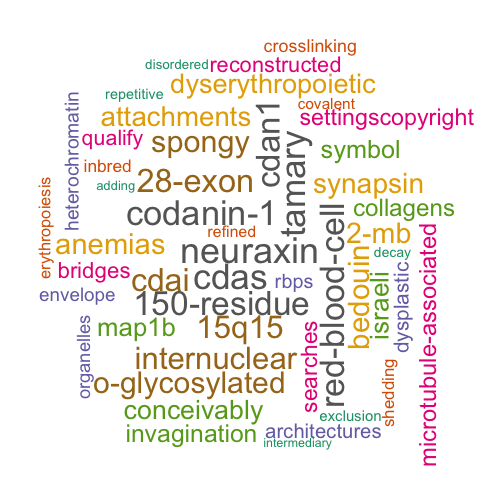 crosslinking
disordered
reconstructed
dyserythropoietic
repetitive
covalent
attachments
settingscopyright
cdan1
heterochromatin
qualify
spongy
tamary
symbol
inbred
adding
28-exon
synapsin
erythropoiesis
codanin-1
collagens
refined
2-mb
anemias
neuraxin
red-blood-cell
bedouin
israeli
decay
bridges
cdai
cdas
rbps
dysplastic
microtubule-associated
envelope
150-residue
organelles
map1b
15q15
searches
internuclear
shedding
o-glycosylated
conceivably
exclusion
invagination
architectures
intermediary